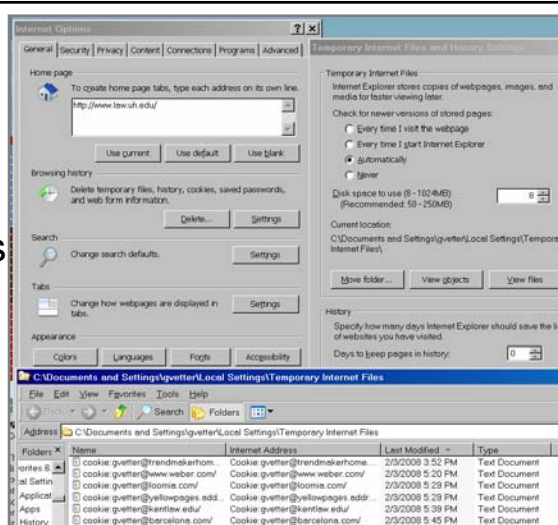 Internet Options
General Security Privacy Content Connections Programs Advanced
Home page
To create home page tabs, type each address on its own line.
http://www.law.uh.edu/
Use current Use default Use blank
Browsing history
Delete temporary files, history, cookies, saved passwords,
and web form information.
Delete... Settings
Search
Change search defaults.
Settings
Tabs
Change how webpages are displayed in
tabs.
Settings
Appearance
Colors Languages Fonts Accessibility
Temporary Internet Files and History Settings
Temporary Internet Files
Internet Explorer stores copies of webpages, images, and
media for faster viewing later.
Check for newer versions of stored pages:
Every time I visit the webpage
Every time I start Internet Explorer
Automatically
Never
Disk space to use (8 - 1024MB)
(Recommended: 50 - 250MB)
8
Current location:
C:\Documents and Settings\gvetter\Local Settings\Tempora
Internet Files\
Move folder... View objects View files
History
Specify how many days Internet Explorer should save the li
of websites you have visited.
Days to keep pages in history:
0
s
C:\Documents and Settings\gvetter\Local Settings\Temporary Internet Files
File Edit View Favorites Tools Help
Back Search Folders
Address C:\Documents and Settings\gvetter\Local Settings\Temporary Internet Files
Folders Name Internet Address Last Modified Type
vorites.B cookie:gvetter@trendmakerhom... Cookie:gvetter@trendmakerhome... 2/3/2008 3:52 PM Text Document
cookie:gvetter@www.weber.com/ Cookie:gvetter@www.weber.com/ 2/3/2008 5:20 PM Text Document
cal Settin cookie:gvetter@loomia.com/ Cookie:gvetter@loomia.com/ 2/3/2008 5:29 PM Text Document
Applicat cookie:gvetter@yellowpages.add... Cookie:gvetter@yellowpages.addr... 2/3/2008 5:29 PM Text Document
Apps cookie:gvetter@kentlaw.edu/ Cookie:gvetter@kentlaw.edu/ 2/3/2008 5:39 PM Text Document
History cookie:gvetter@barcelona.com/ Cookie:gvetter@barcelona.com/ 2/3/2008 5:45 PM Text Document